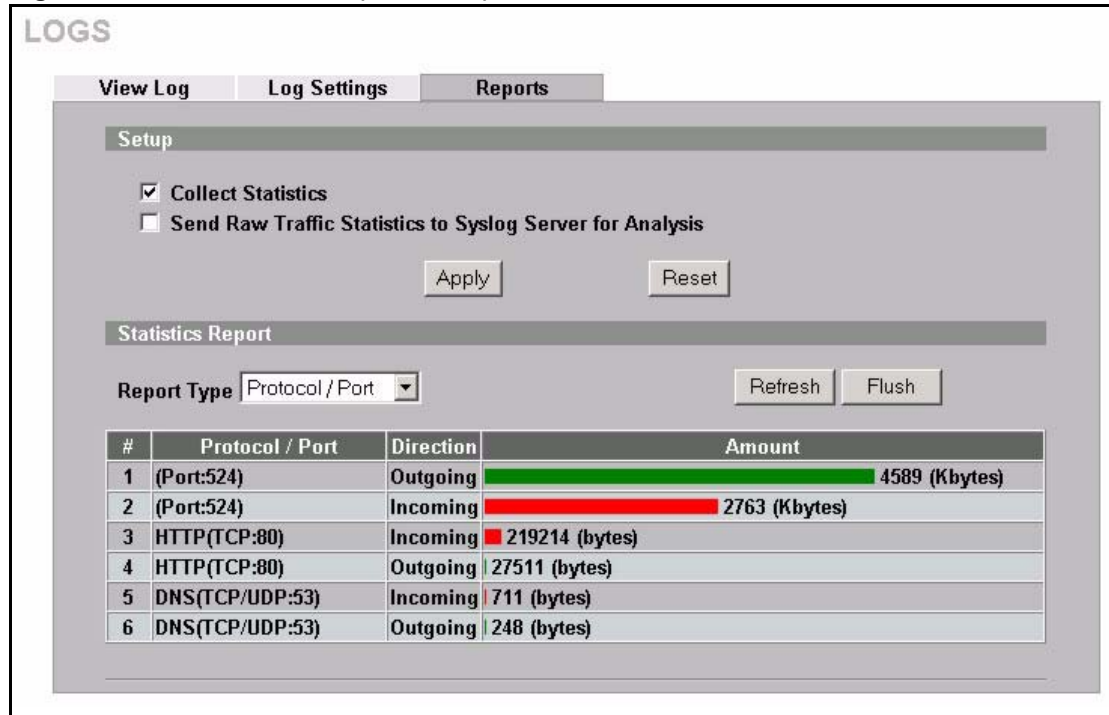 LOGS
View Log Log Settings Reports
Setup
Collect Statistics
Send Raw Traffic Statistics to Syslog Server for Analysis
Apply Reset
Statistics Report
Report Type Protocol / Port Refresh Flush
# Protocol / Port Direction Amount
1 (Port:524) Outgoing 4589 (Kbytes)
2 (Port:524) Incoming 2763 (Kbytes)
3 HTTP(TCP:80) Incoming 219214 (bytes)
4 HTTP(TCP:80) Outgoing 27511 (bytes)
5 DNS(TCP/UDP:53) Incoming 711 (bytes)
6 DNS(TCP/UDP:53) Outgoing 248 (bytes)